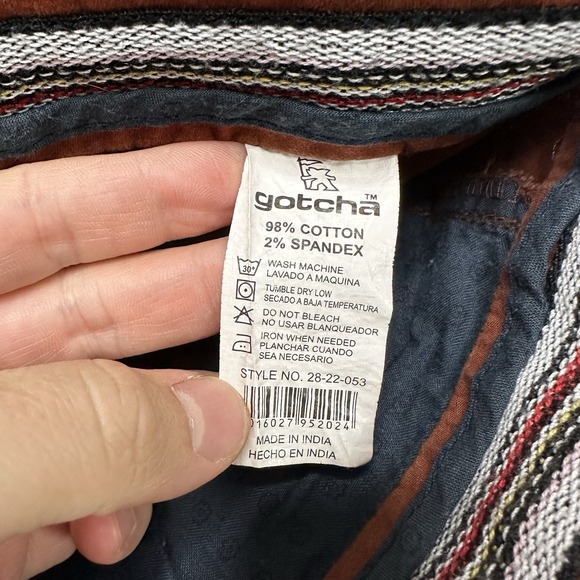 gotcha™
98% COTTON
2% SPANDEX
30°
WASH MACHINE
LAVADO A MAQUINA
TUMBLE DRY LOW
SECADO A BAJA TEMPERATURA
DO NOT BLEACH
NO USAR BLANQUEADOR
IRON WHEN NEEDED
PLANCHAR CUANDO
SEA NECESARIO
STYLE NO. 28-22-053
016027 952024
MADE IN INDIA
HECHO EN INDIA